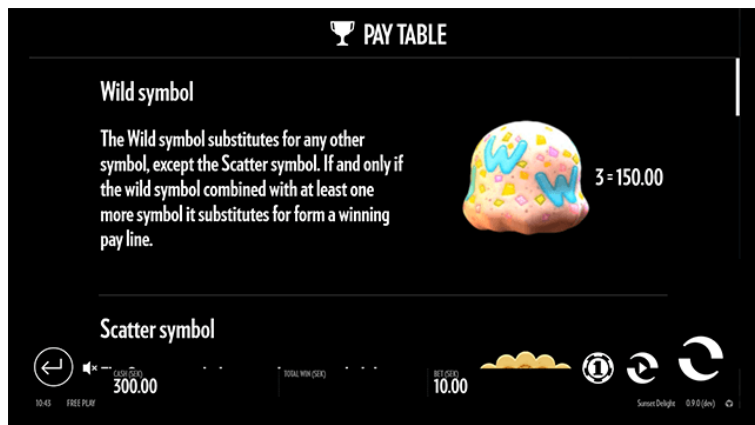 PAY TABLE
Wild symbol
The Wild symbol substitutes for any other
symbol, except the Scatter symbol. If and only if
the wild symbol combined with at least one
more symbol it substitutes for form a winning
pay line.
W W
3 = 150.00
Scatter symbol
CASH (SEK)
300.00
TOTAL WIN (SEK)
BET (SEK)
10.00
1
10:43 FREE PLAY
Sunset Delight 0.9.0 (dev)